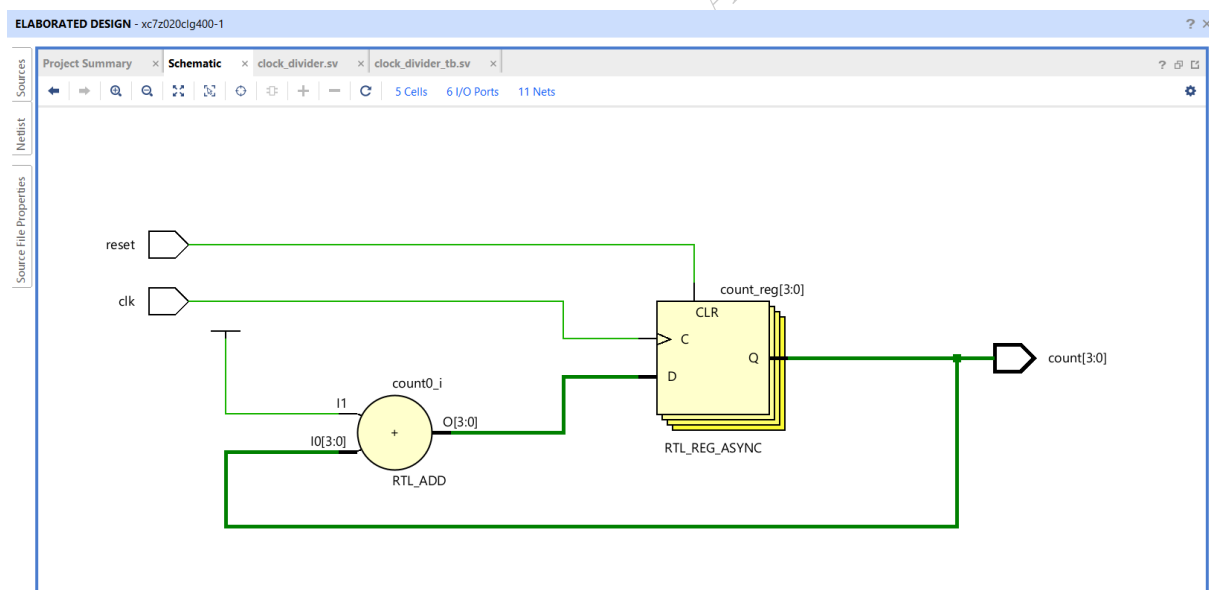 ELABORATED DESIGN - xc7z020clg400-1
Sources
Netlist
Source File Properties
Project Summary
Schematic
clock_divider.sv
clock_divider_tb.sv
5 Cells
6 I/O Ports
11 Nets
reset
clk
count_reg[3:0]
CLR
C
Q
D
count[3:0]
count0_i
I1
I0[3:0]
+
O[3:0]
RTL_ADD
RTL_REG_ASYNC